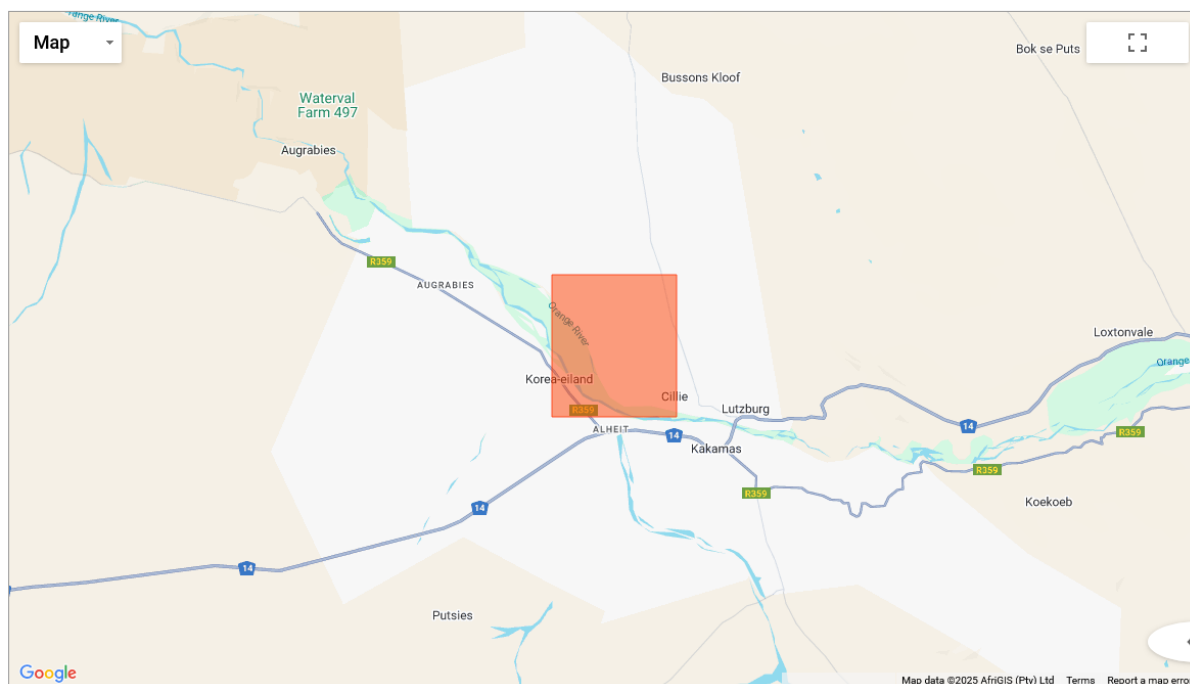 range River
Map
Bok se Puts
Bussons Kloof
Waterval
Farm 497
Augrabies
R359
AUGRABIES
Orange River
Loxtonvale
Orange
Korea-eiland
Cillie
R359
Lutzburg
14
ALHEIT
14
R359
Kakamas
R359
R359
Koekoeb
14
14
Putsies
Google
Map data ©2025 AfriGIS (Pty) Ltd Terms Report a map error